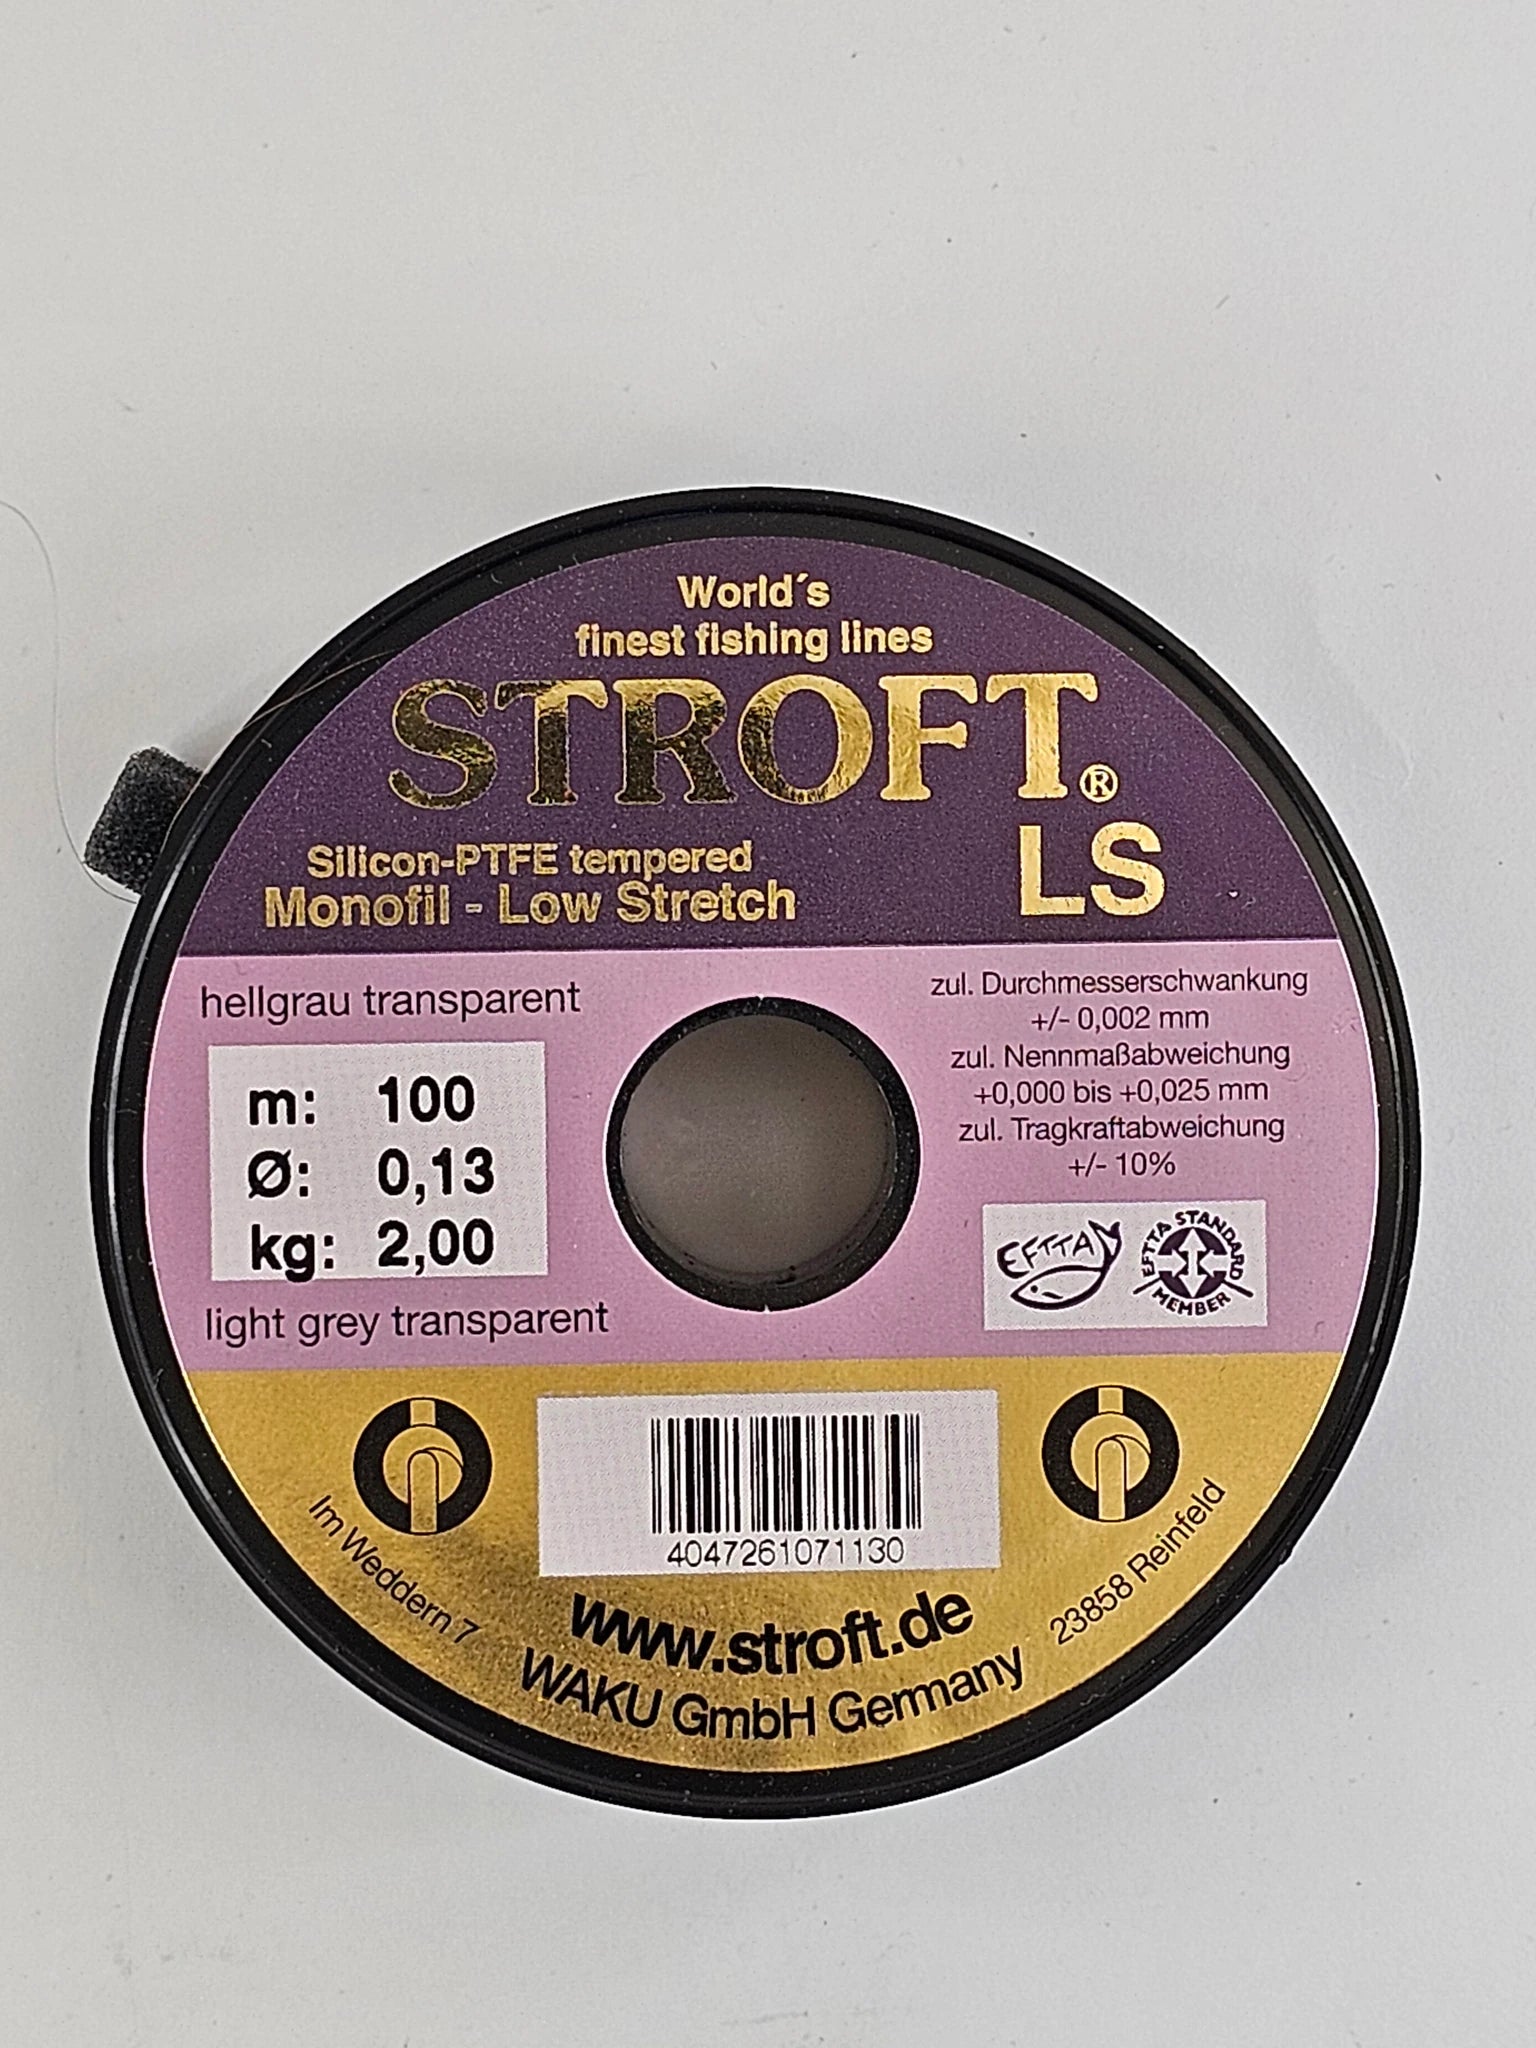 World´s
finest fishing lines
STROFT®
LS
Silicon-PTFE tempered
Monofil - Low Stretch
hellgrau transparent
m: 100
Ø: 0,13
kg: 2,00
light grey transparent
zul. Durchmesserschwankung
+/- 0,002 mm
zul. Nennmaßabweichung
+0,000 bis +0,025 mm
zul. Tragkraftabweichung
+/- 10%
EFTTA
EFTTA STANDARD
MEMBER
4047261071130
Im Weddern 7
www.stroft.de
WAKU GmbH Germany
23858 Reinfeld